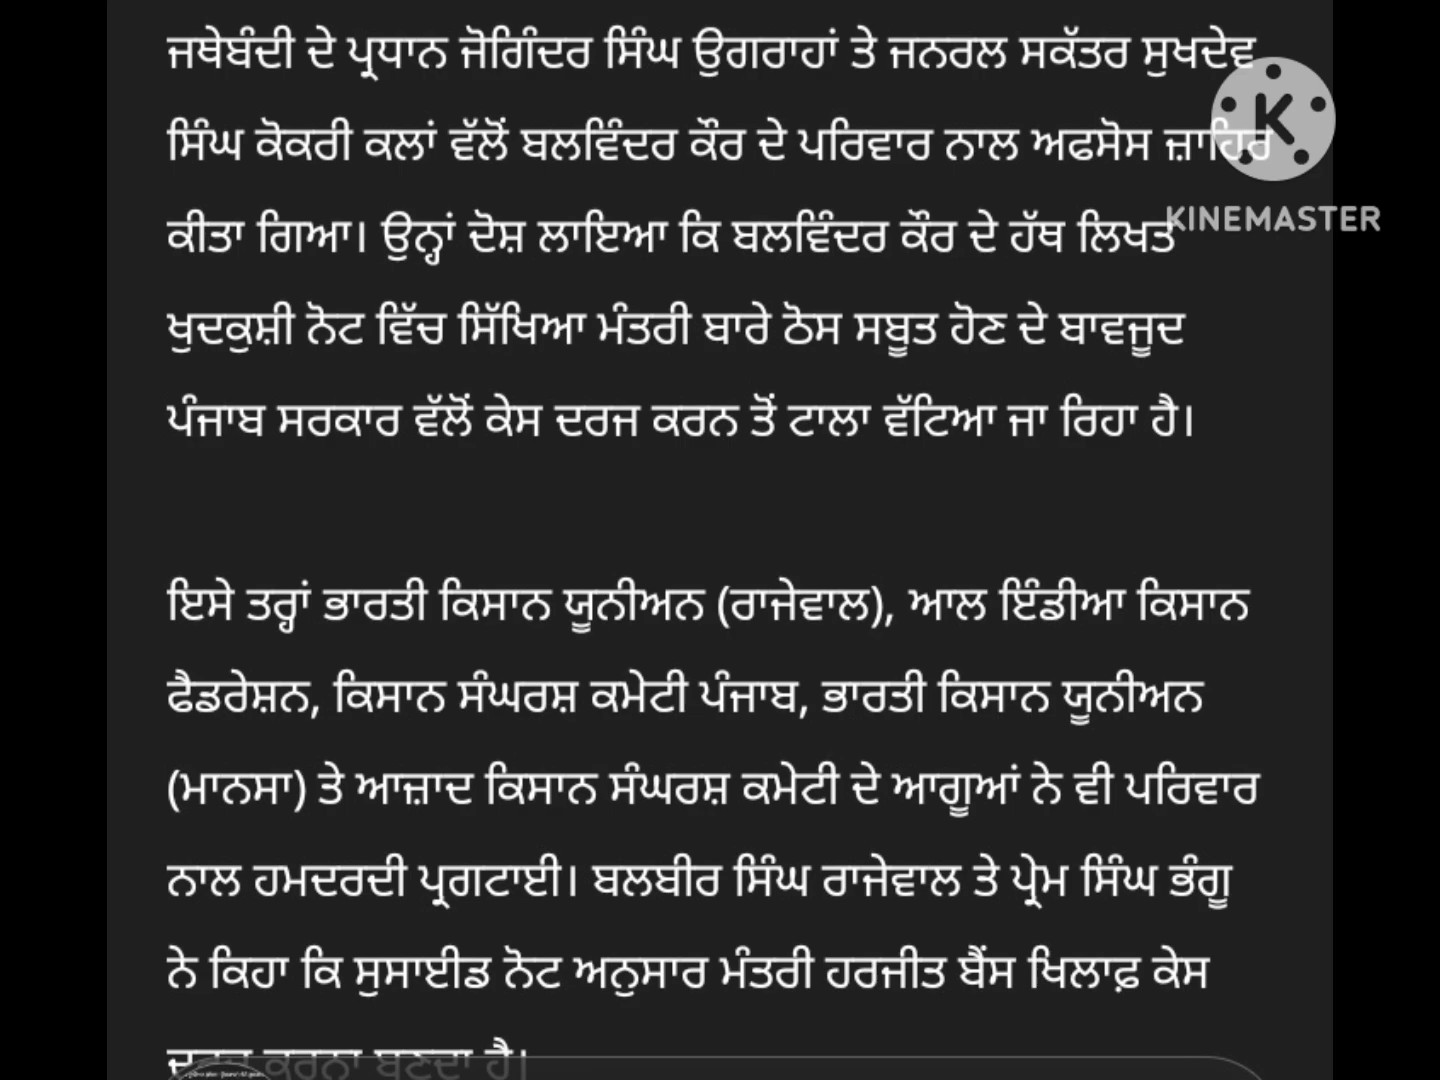 ਜਥੇਬੰਦੀ ਦੇ ਪ੍ਰਧਾਨ ਜੋਗਿੰਦਰ ਸਿੰਘ ਉਗਰਾਹਾਂ ਤੇ ਜਨਰਲ ਸਕੱਤਰ ਸੁਖਦੇਵ
ਸਿੰਘ ਕੋਕਰੀ ਕਲਾਂ ਵੱਲੋਂ ਬਲਵਿੰਦਰ ਕੌਰ ਦੇ ਪਰਿਵਾਰ ਨਾਲ ਅਫਸੋਸ ਜ਼ਾਹਿਰ
ਕੀਤਾ ਗਿਆ। ਉਨ੍ਹਾਂ ਦੋਸ਼ ਲਾਇਆ ਕਿ ਬਲਵਿੰਦਰ ਕੌਰ ਦੇ ਹੱਥ ਲਿਖਤ
KINEMASTER
ਖੁਦਕੁਸ਼ੀ ਨੋਟ ਵਿੱਚ ਸਿੱਖਿਆ ਮੰਤਰੀ ਬਾਰੇ ਠੋਸ ਸਬੂਤ ਹੋਣ ਦੇ ਬਾਵਜੂਦ
ਪੰਜਾਬ ਸਰਕਾਰ ਵੱਲੋਂ ਕੇਸ ਦਰਜ ਕਰਨ ਤੋਂ ਟਾਲਾ ਵੱਟਿਆ ਜਾ ਰਿਹਾ ਹੈ।
ਇਸੇ ਤਰ੍ਹਾਂ ਭਾਰਤੀ ਕਿਸਾਨ ਯੂਨੀਅਨ (ਰਾਜੇਵਾਲ), ਆਲ ਇੰਡੀਆ ਕਿਸਾਨ
ਫੈਡਰੇਸ਼ਨ, ਕਿਸਾਨ ਸੰਘਰਸ਼ ਕਮੇਟੀ ਪੰਜਾਬ, ਭਾਰਤੀ ਕਿਸਾਨ ਯੂਨੀਅਨ
(ਮਾਨਸਾ) ਤੇ ਆਜ਼ਾਦ ਕਿਸਾਨ ਸੰਘਰਸ਼ ਕਮੇਟੀ ਦੇ ਆਗੂਆਂ ਨੇ ਵੀ ਪਰਿਵਾਰ
ਨਾਲ ਹਮਦਰਦੀ ਪ੍ਰਗਟਾਈ। ਬਲਬੀਰ ਸਿੰਘ ਰਾਜੇਵਾਲ ਤੇ ਪ੍ਰੇਮ ਸਿੰਘ ਭੰਗੂ
ਨੇ ਕਿਹਾ ਕਿ ਸੁਸਾਈਡ ਨੋਟ ਅਨੁਸਾਰ ਮੰਤਰੀ ਹਰਜੀਤ ਬੈਂਸ ਖਿਲਾਫ਼ ਕੇਸ
ਦਰਜ ਕਰਨਾ ਬਣਦਾ ਹੈ।